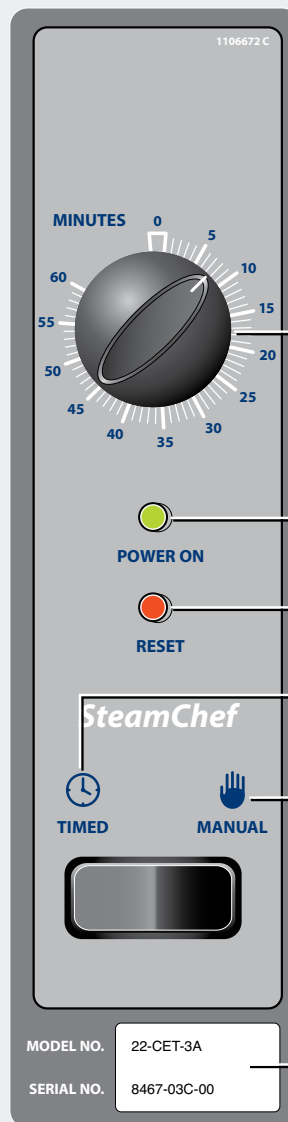 1106672 C
MINUTES
0
5
10
15
20
25
30
35
40
45
50
55
60
POWER ON
RESET
SteamChef
TIMED MANUAL
MODEL NO. 22-CET-3A
SERIAL NO. 8467-03C-00